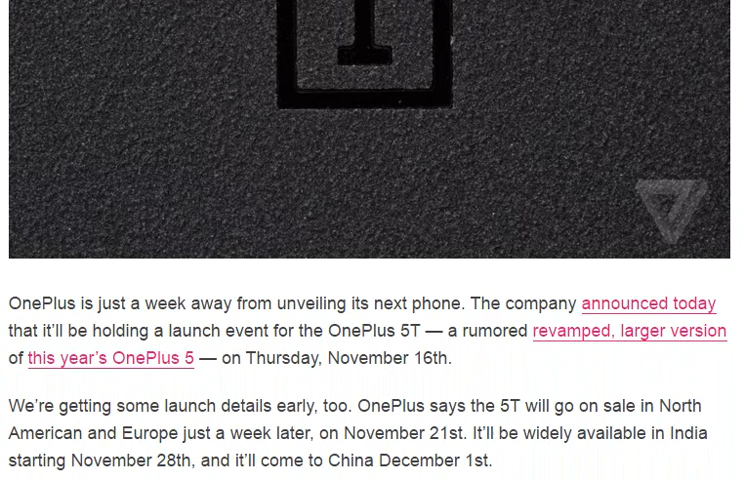 OnePlus is just a week away from unveiling its next phone. The company announced today
that it’ll be holding a launch event for the OnePlus 5T — a rumored revamped, larger version
of this year’s OnePlus 5 — on Thursday, November 16th.
We’re getting some launch details early, too. OnePlus says the 5T will go on sale in North
American and Europe just a week later, on November 21st. It’ll be widely available in India
starting November 28th, and it’ll come to China December 1st.